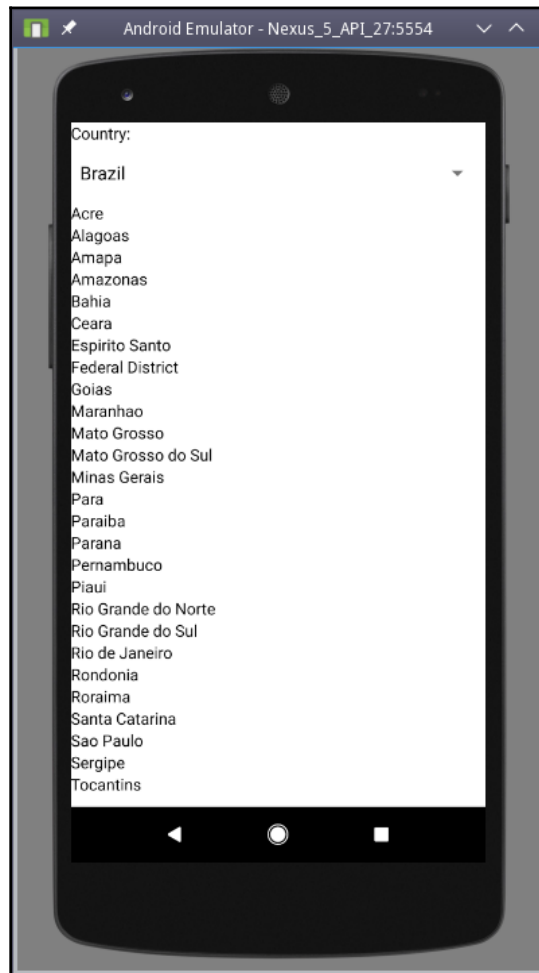 Android Emulator - Nexus_5_API_27:5554
Country:
Brazil
Acre
Alagoas
Amapa
Amazonas
Bahia
Ceara
Espirito Santo
Federal District
Goias
Maranhao
Mato Grosso
Mato Grosso do Sul
Minas Gerais
Para
Paraiba
Parana
Pernambuco
Piaui
Rio Grande do Norte
Rio Grande do Sul
Rio de Janeiro
Rondonia
Roraima
Santa Catarina
Sao Paulo
Sergipe
Tocantins